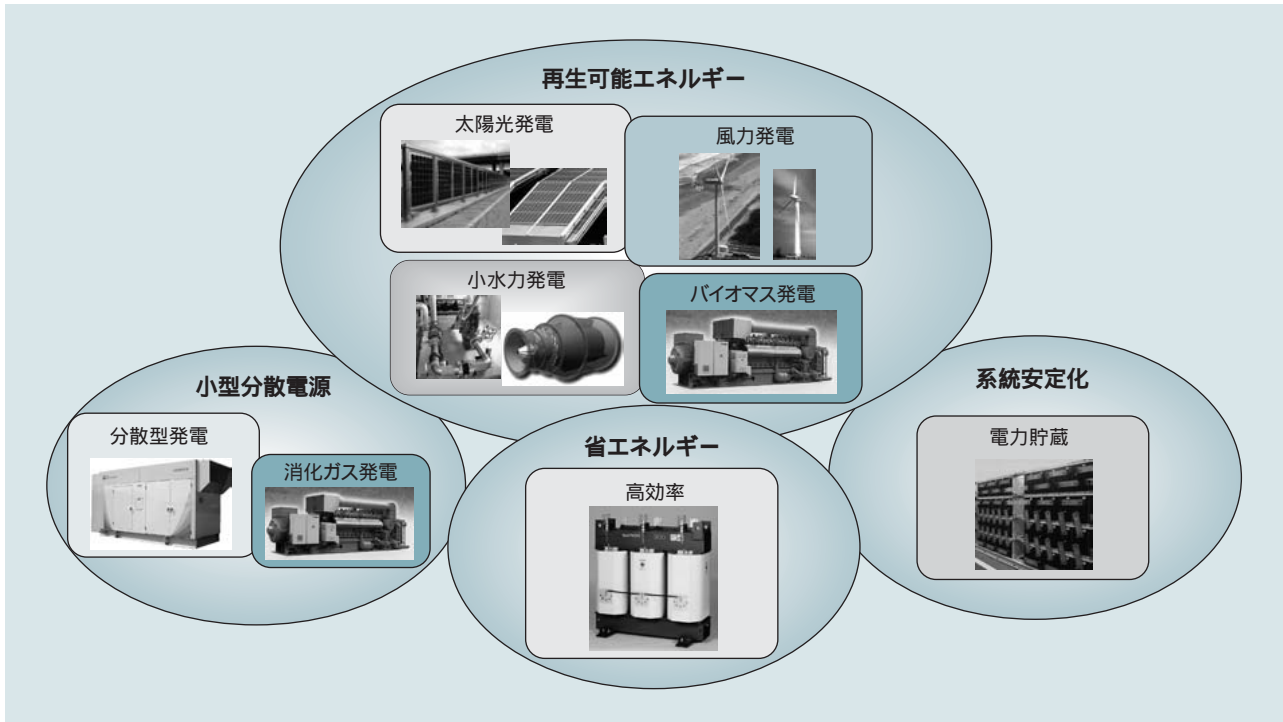 再生可能エネルギー
太陽光発電
風力発電
小水力発電
バイオマス発電
小型分散電源
分散型発電
消化ガス発電
省エネルギー
高効率
系統安定化
電力貯蔵